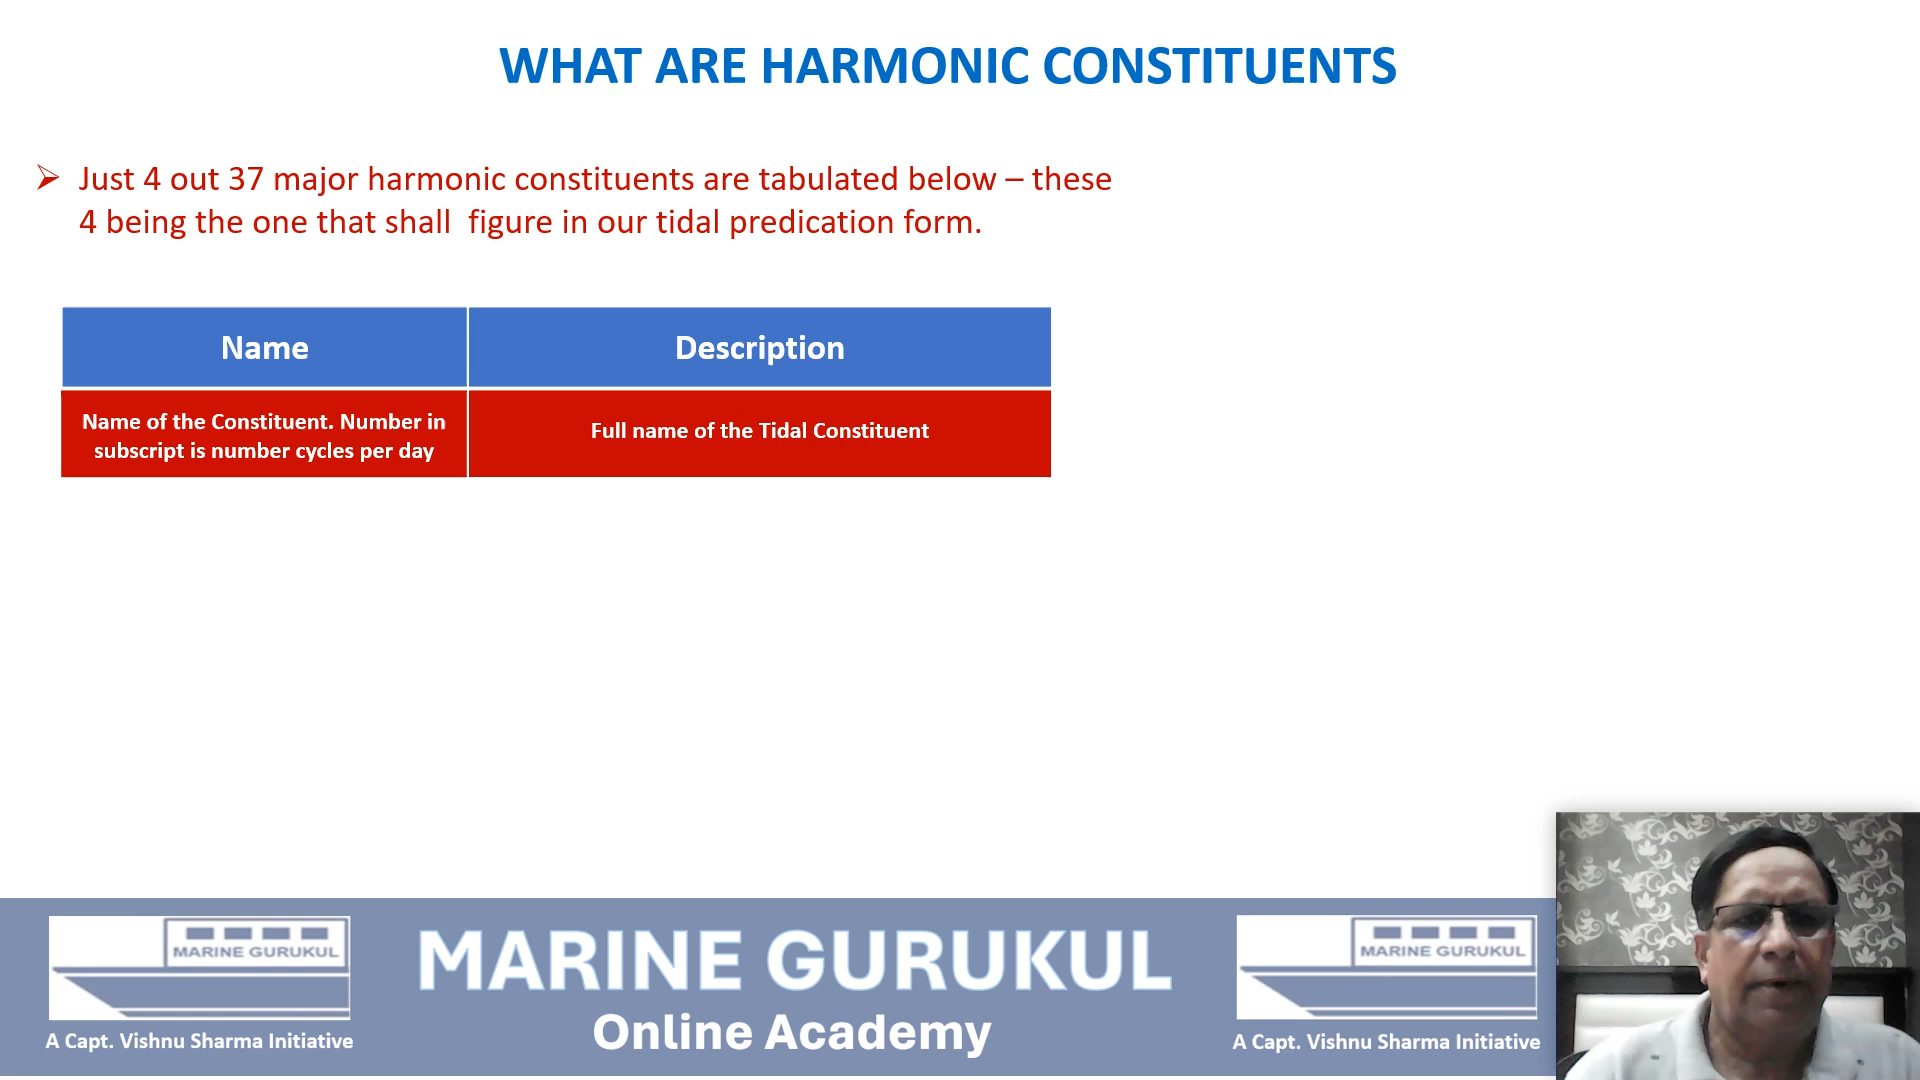 WHAT ARE HARMONIC CONSTITUENTS
➢ Just 4 out 37 major harmonic constituents are tabulated below – these
4 being the one that shall figure in our tidal predication form.
Name
Description
Name of the Constituent. Number in
subscript is number cycles per day
Full name of the Tidal Constituent
MARINE GURUKUL
A Capt. Vishnu Sharma Initiative
MARINE GURUKUL
Online Academy
MARINE GURUKUL
A Capt. Vishnu Sharma Initiative